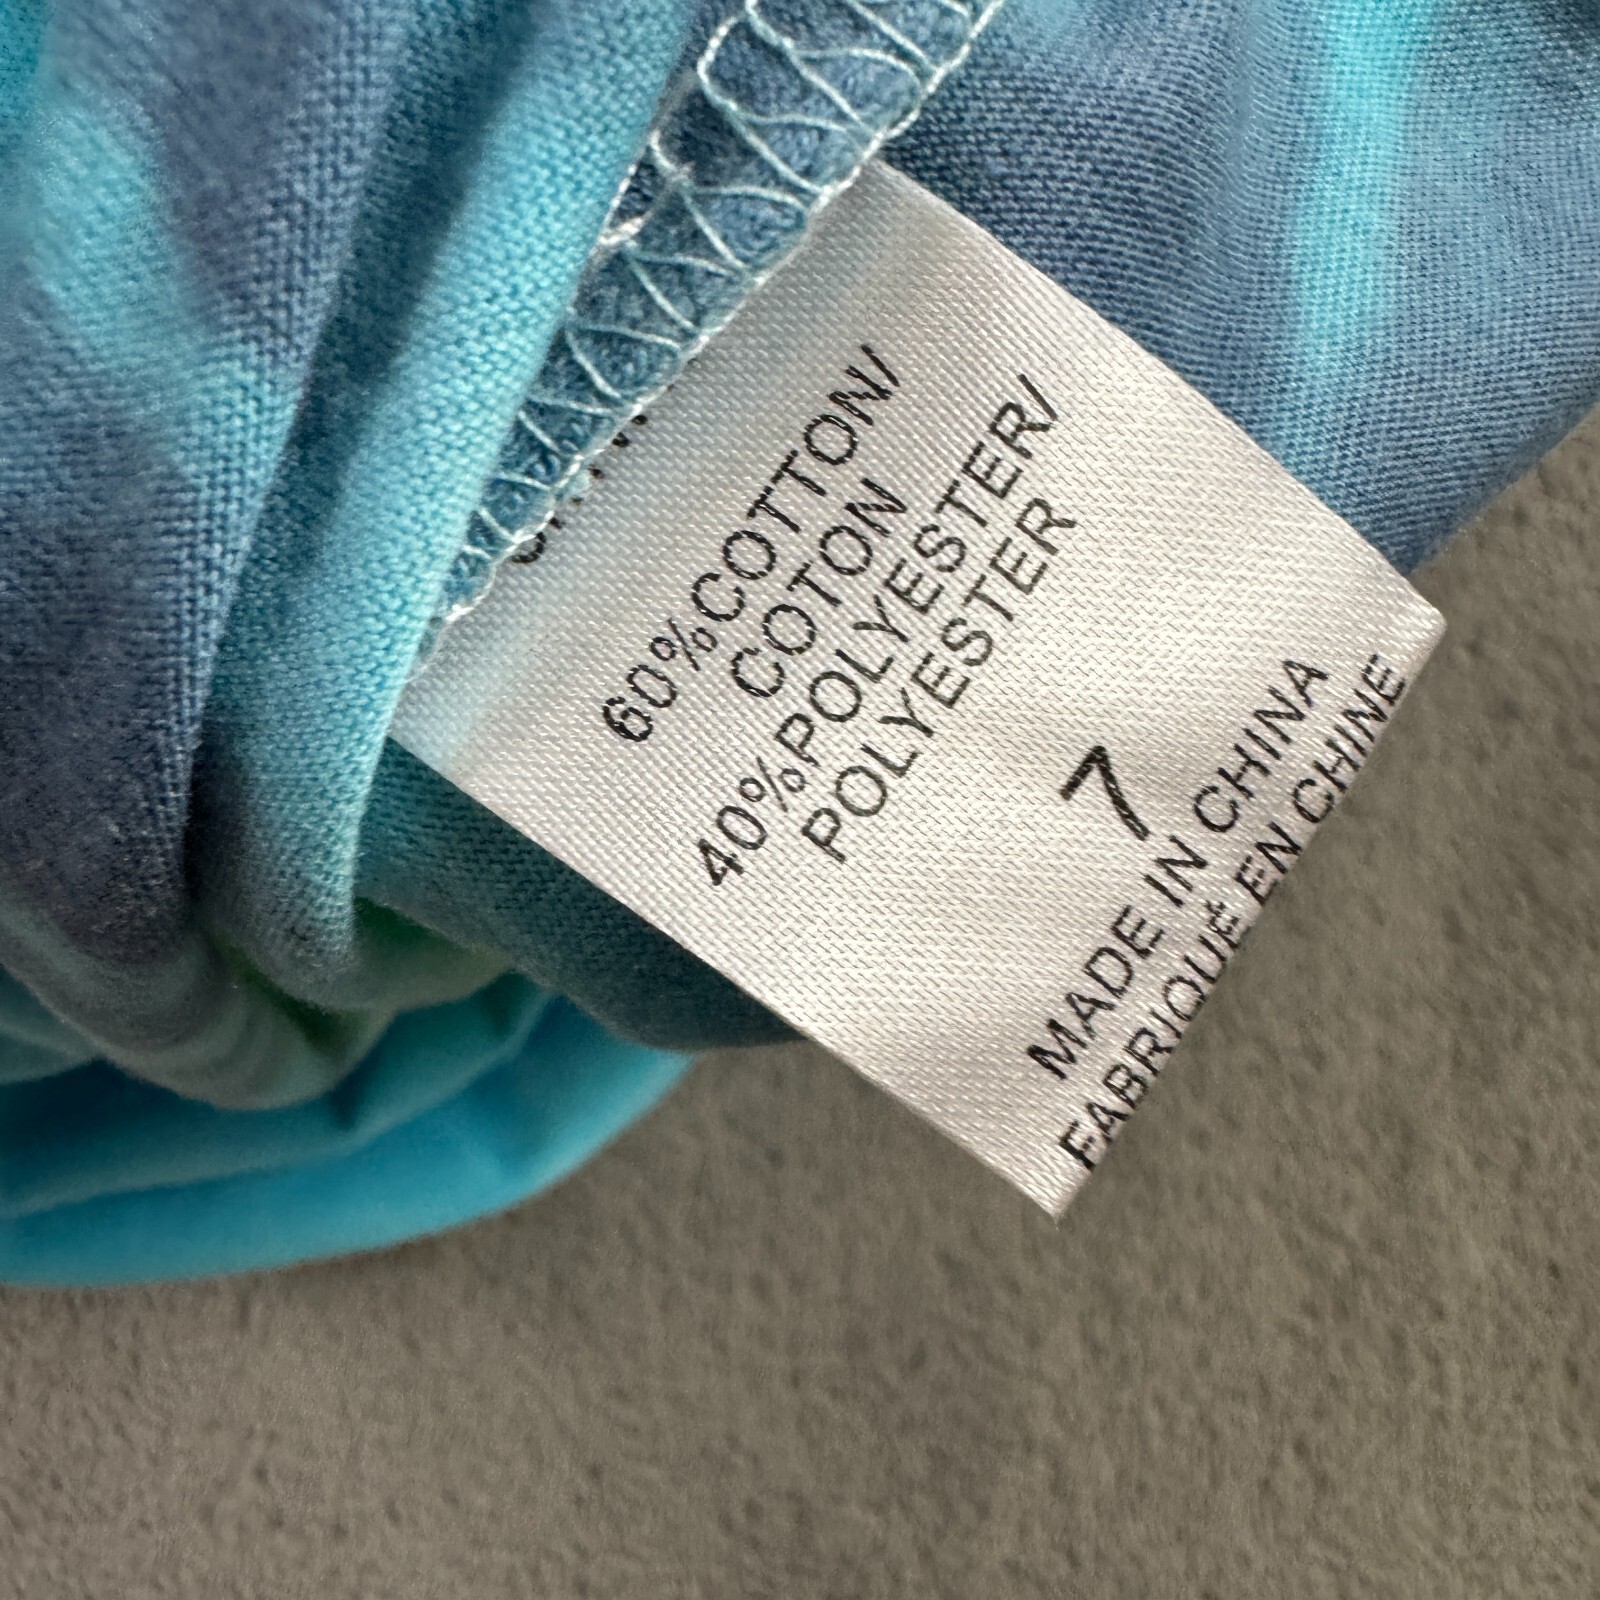 60%COTTON/
COTON
40%POLYESTER/
POLYESTER
7
MADE IN CHINA
FABRIQUÉ EN CHINE